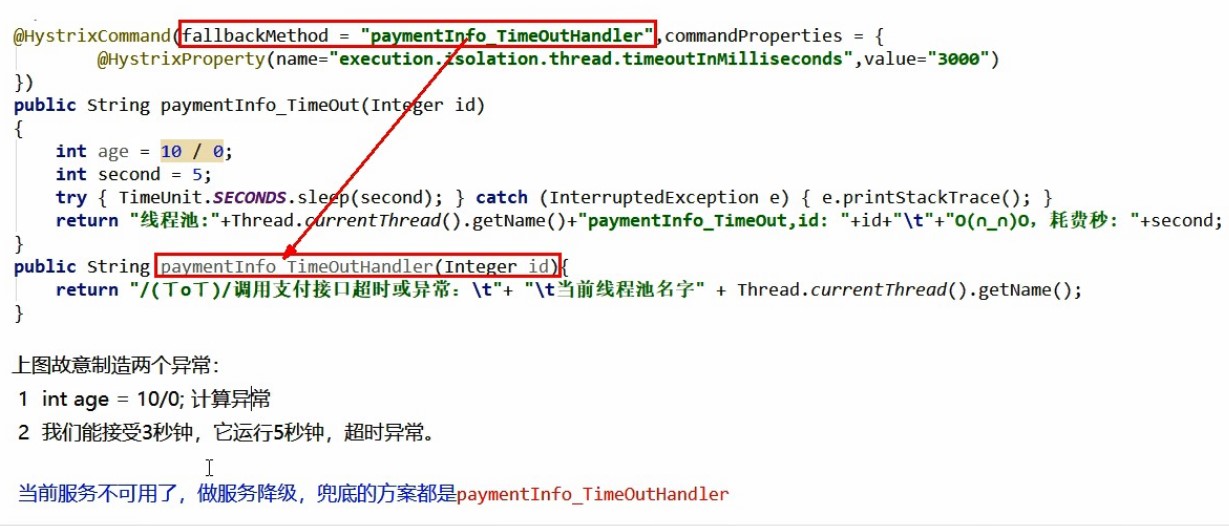 @HystrixCommand(fallbackMethod = "paymentInfo_TimeOutHandler",commandProperties = {
@HystrixProperty(name="execution.isolation.thread.timeoutInMilliseconds",value="3000")
})
public String paymentInfo_TimeOut(Integer id)
{
int age = 10 / 0;
int second = 5;
try { TimeUnit.SECONDS.sleep(second); } catch (InterruptedException e) { e.printStackTrace(); }
return "线程池:"+Thread.currentThread().getName()+"paymentInfo_TimeOut,id: "+id+"\t"+"O(∩_∩)O，耗费秒: "+second;
}
public String paymentInfo_TimeOutHandler(Integer id){
return "/(ㄒoㄒ)/调用支付接口超时或异常：\t"+ "\t当前线程池名字" + Thread.currentThread().getName();
}
上图故意制造两个异常：
1 int age = 10/0; 计算异常
2 我们能接受3秒钟，它运行5秒钟，超时异常。
当前服务不可用了，做服务降级，兜底的方案都是paymentInfo_TimeOutHandler